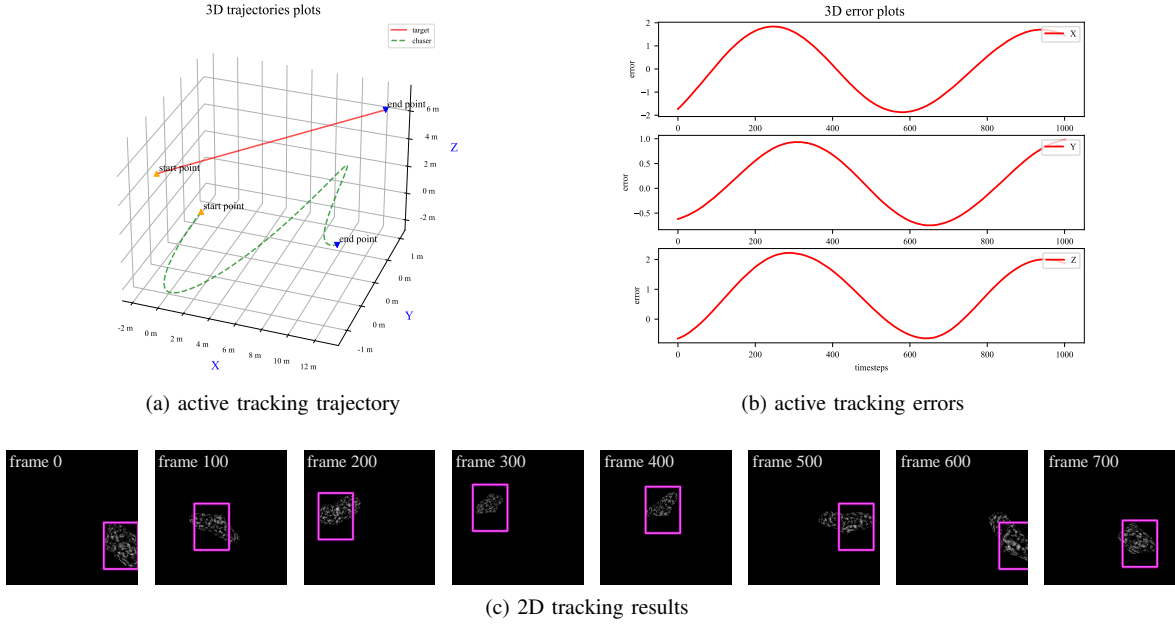 3D trajectories plots
target
chaser
end point
start point
start point
end point
6 m
4 m
2 m
0 m
-2 m
Z
1 m
0 m
0 m
0 m
-1 m
Y
-2 m
0 m
2 m
4 m
6 m
8 m
10 m
12 m
X
(a) active tracking trajectory
3D error plots
2
1
0
−1
−2
error
X
0 200 400 600 800 1000
1.0
0.5
0.0
−0.5
error
Y
0 200 400 600 800 1000
2
1
0
error
Z
0 200 400 600 800 1000
timesteps
(b) active tracking errors
frame 0 frame 100 frame 200 frame 300 frame 400 frame 500 frame 600 frame 700
(c) 2D tracking results